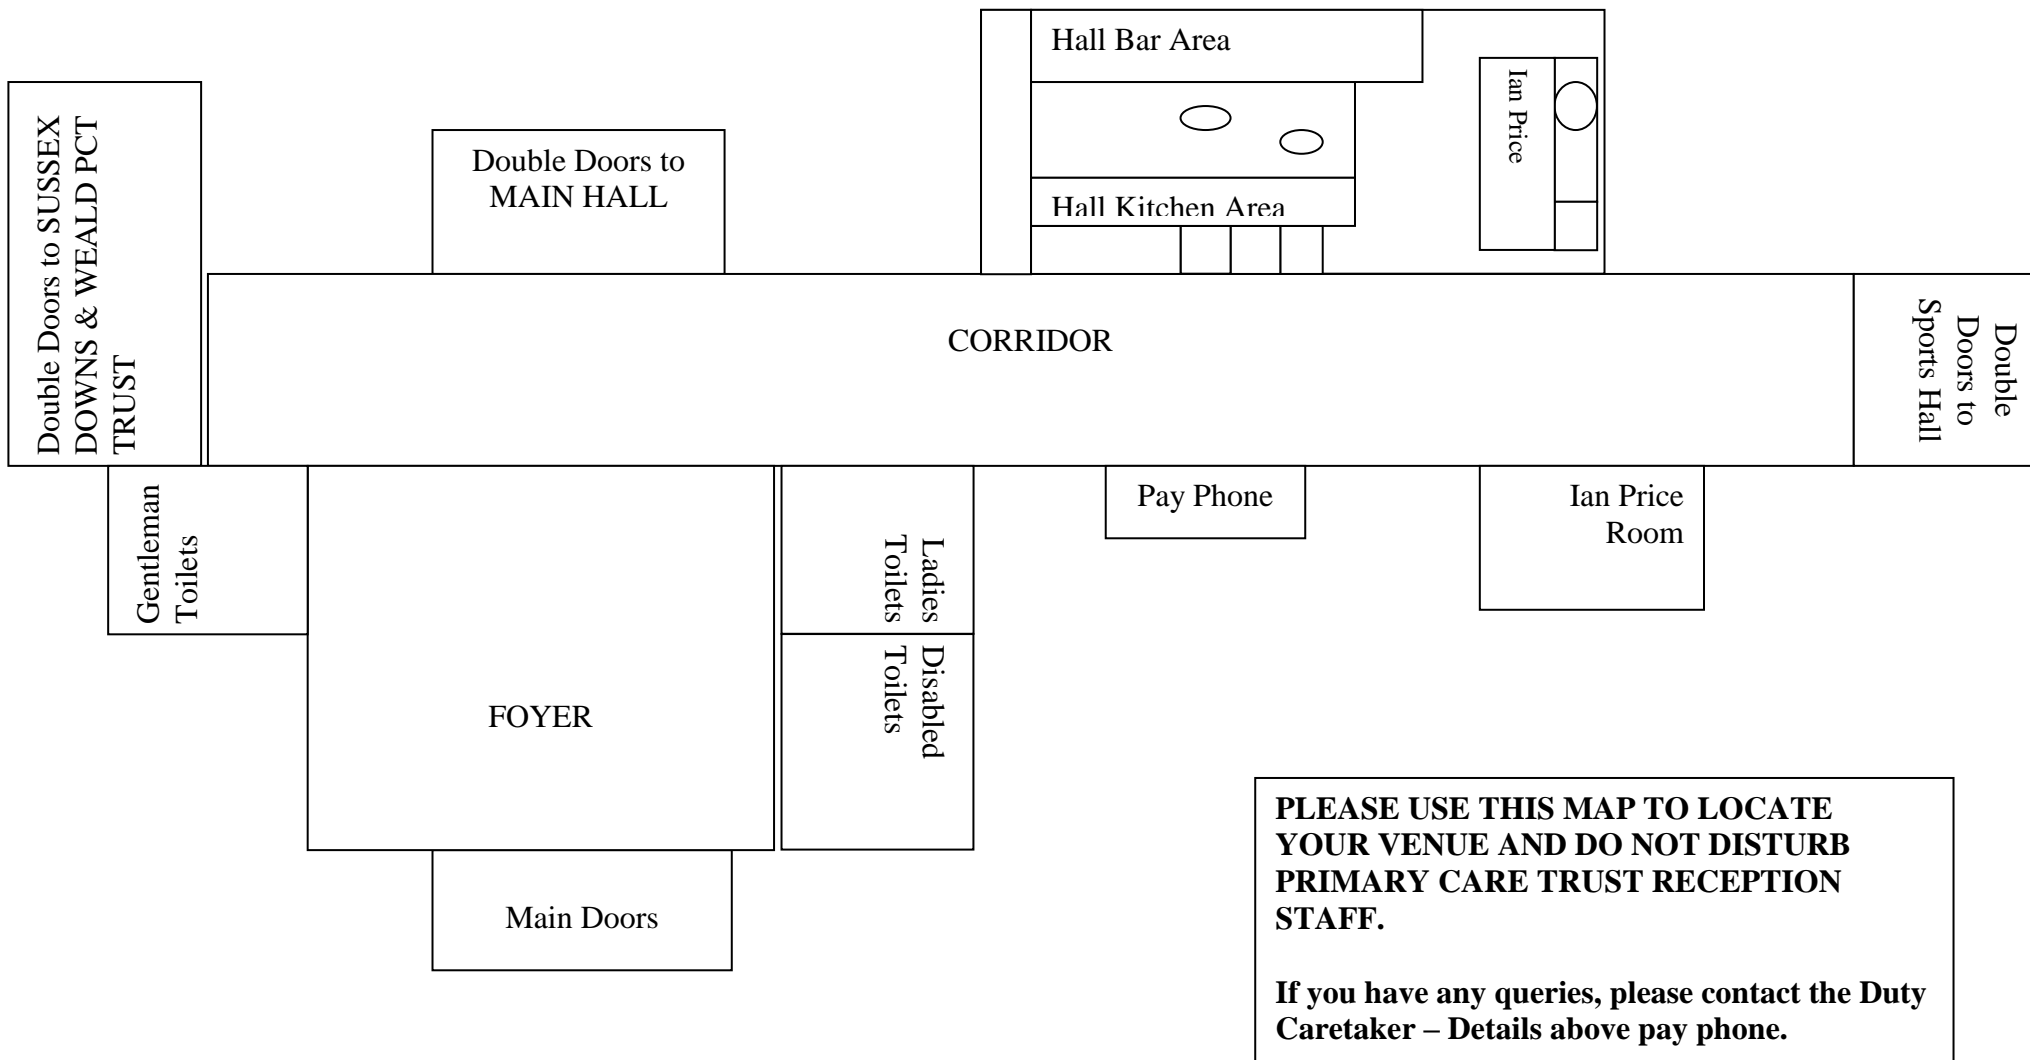 Hall Bar Area
Ian Price
Double Doors to SUSSEX
DOWNS & WEALD PCT
TRUST
Double Doors to
MAIN HALL
Hall Kitchen Area
CORRIDOR
Double
Doors to
Sports Hall
Gentleman
Toilets
Ladies
Toilets
Pay Phone
Ian Price
Room
Disabled
Toilets
FOYER
Main Doors
PLEASE USE THIS MAP TO LOCATE
YOUR VENUE AND DO NOT DISTURB
PRIMARY CARE TRUST RECEPTION
STAFF.
If you have any queries, please contact the Duty
Caretaker – Details above pay phone.